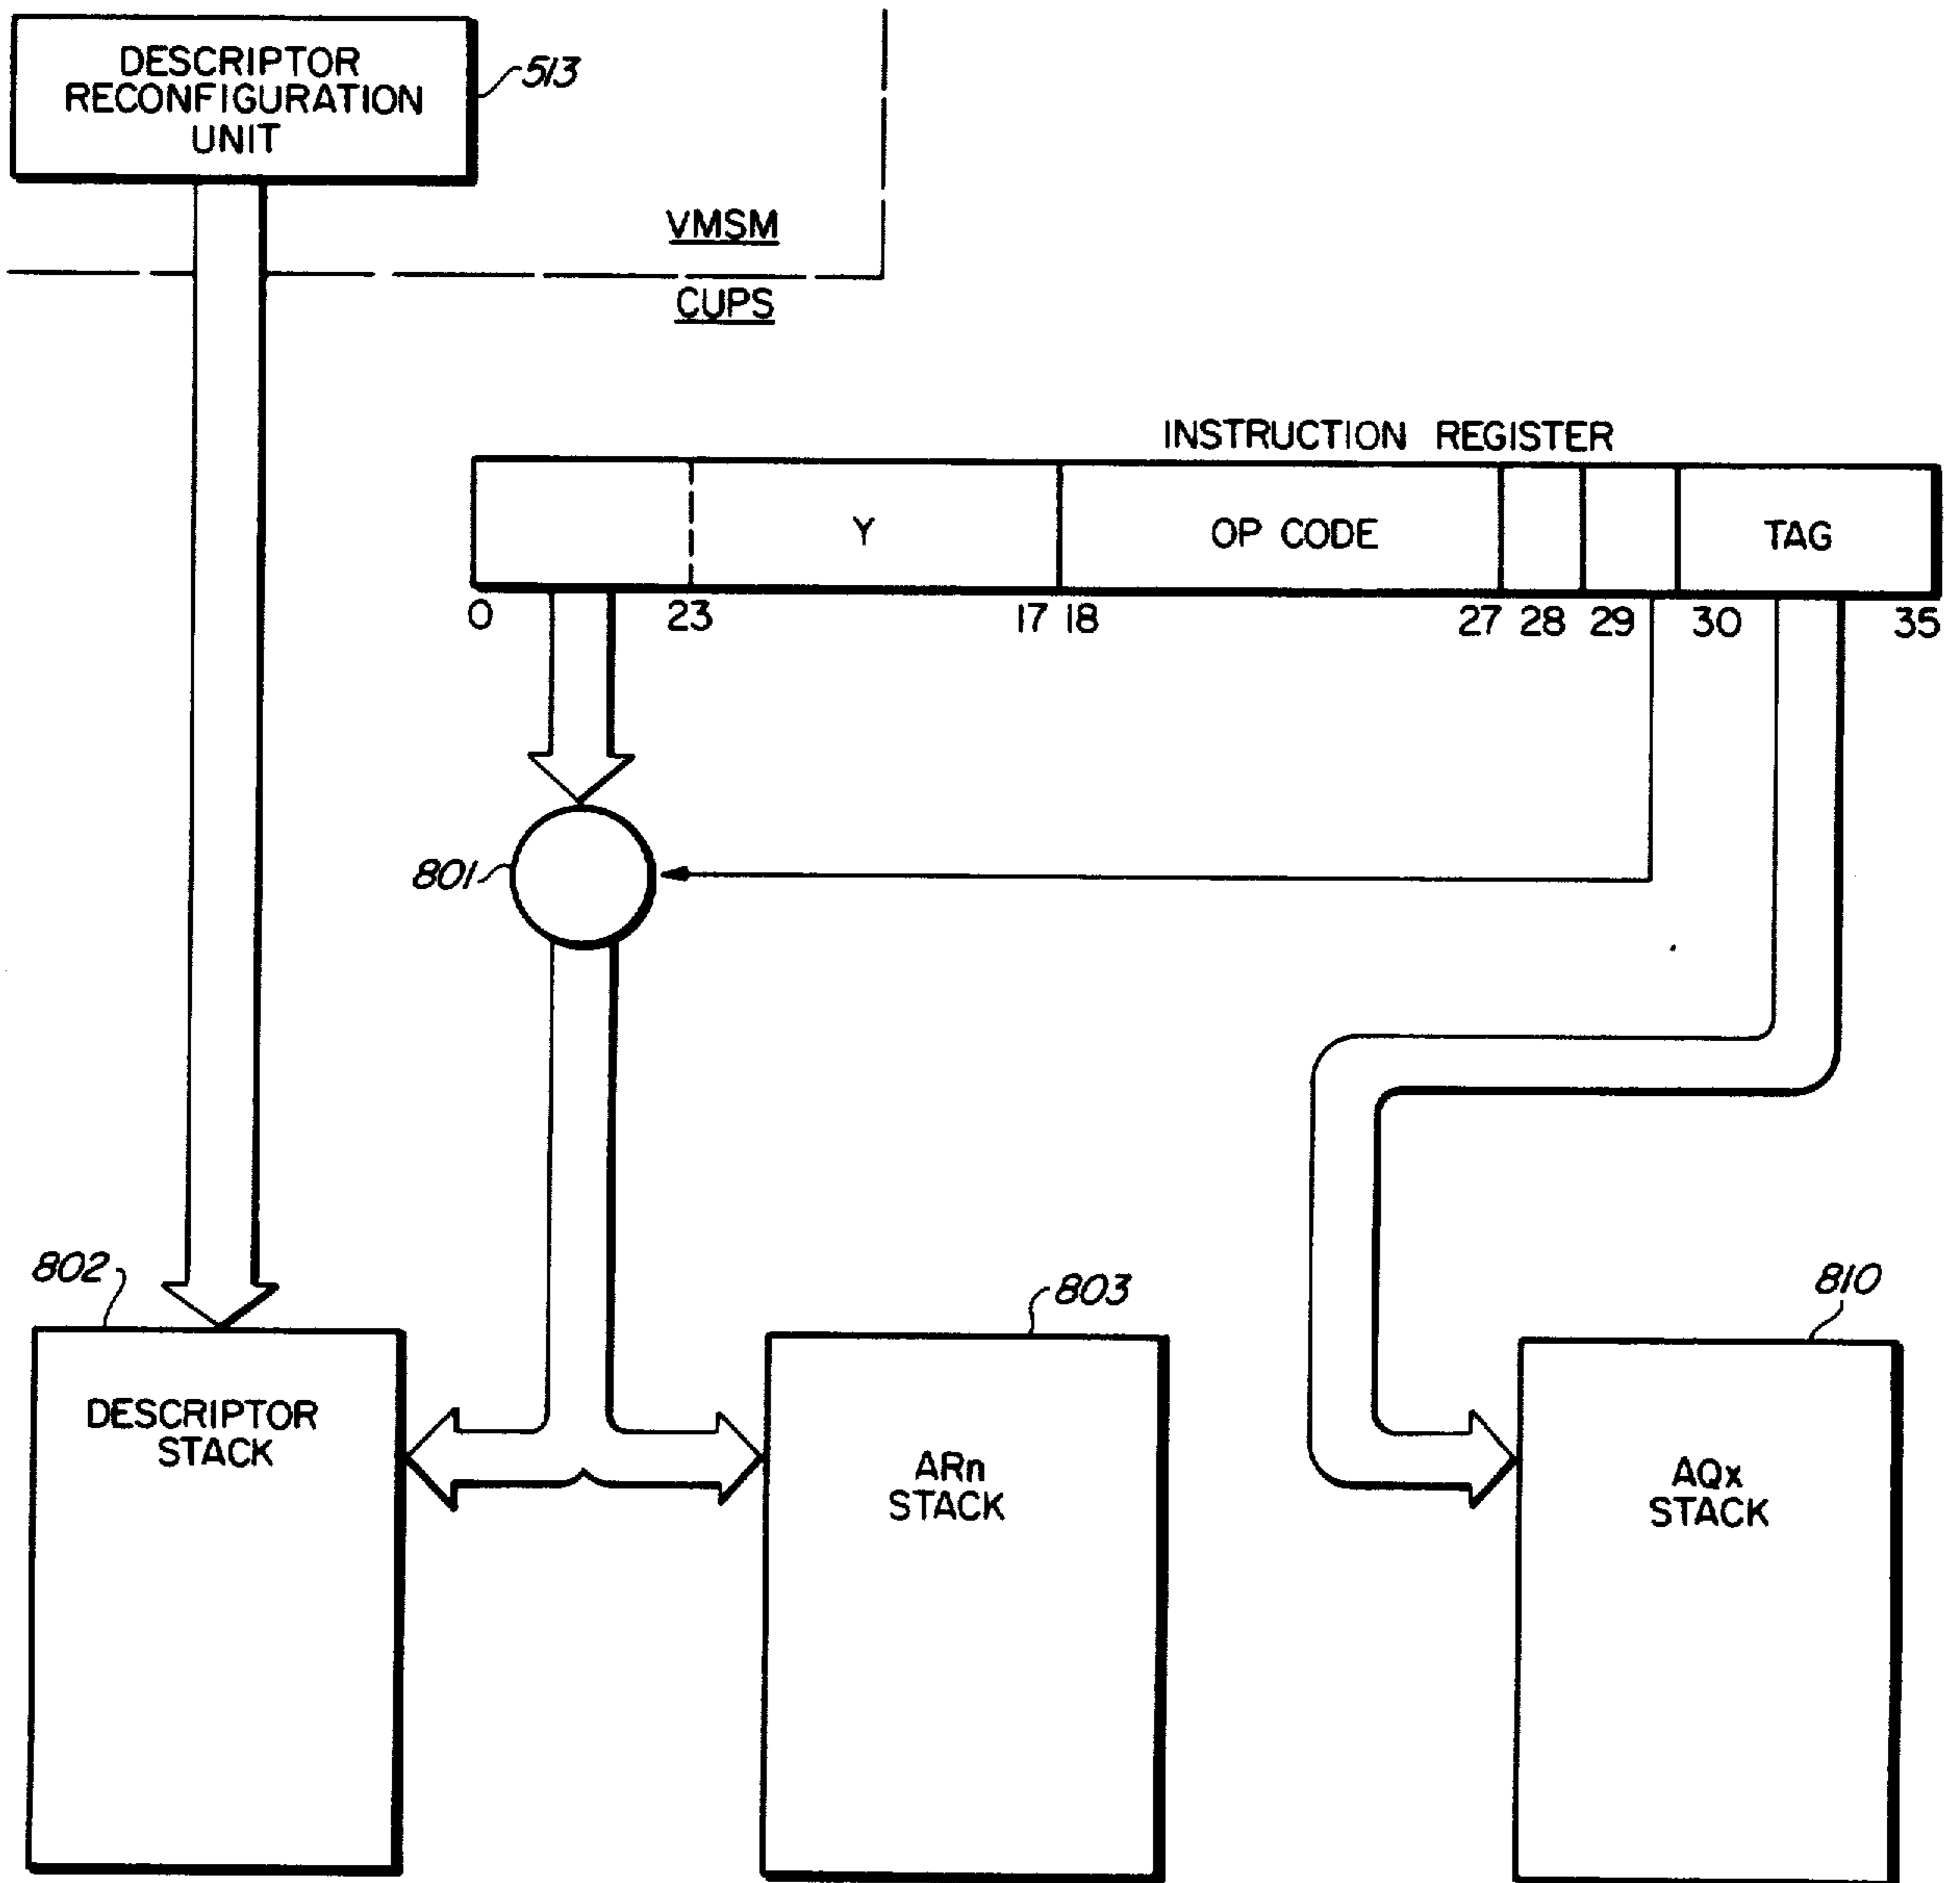 DESCRIPTOR
RECONFIGURATION
UNIT
513
VMSM
CUPS
INSTRUCTION REGISTER
Y
OP CODE
TAG
0
23
17
18
27
28
29
30
35
801
802
803
810
DESCRIPTOR
STACK
ARn
STACK
AQx
STACK